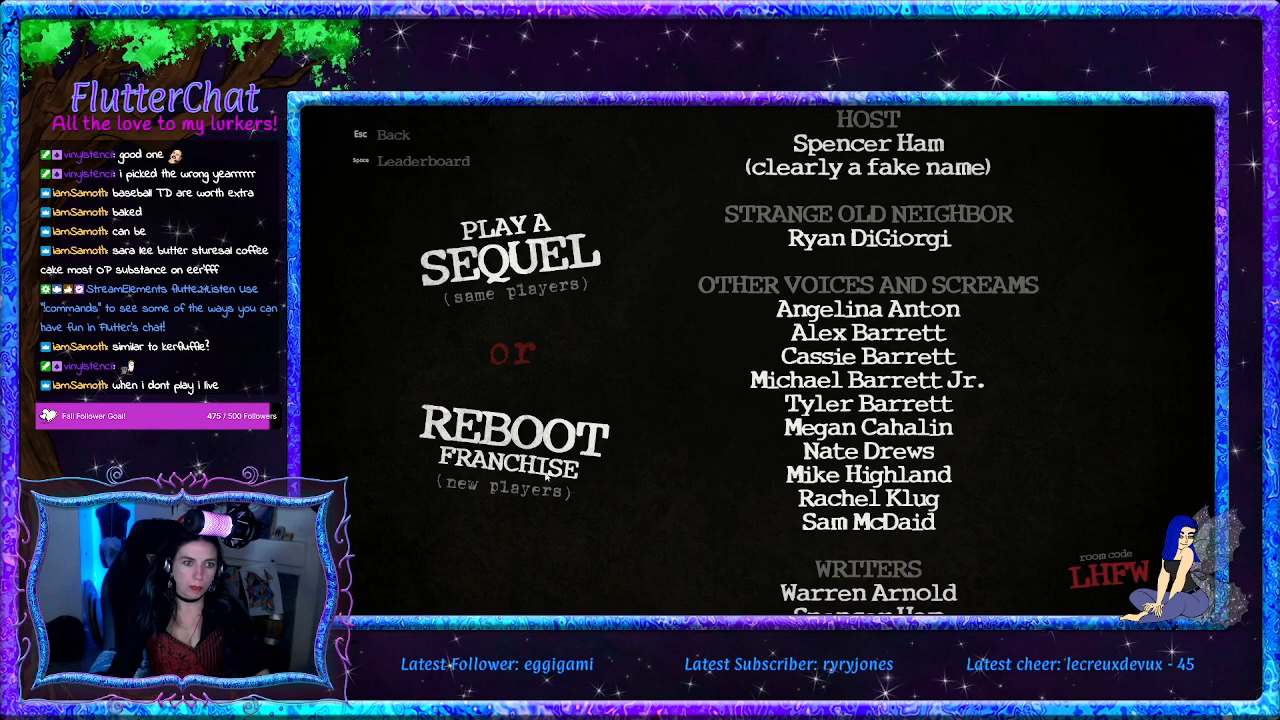 FlutterChat
All the love to my lurkers!
vinylstenci: good one
vinylstenci: i picked the wrong yearrrrr
IamSamoth: baseball TD are worth extra
IamSamoth: baked
IamSamoth: can be
IamSamoth: sara lee butter sturesal coffee
cake most OP substance on eer'fff
StreamElements use
"!commands" to see some of the ways you can
have fun in Flutter's chat!
IamSamoth: similar to kerfluffle?
vinylstenci:
IamSamoth: when i dont play i live
Fall Follower Goal! 475 / 500 Followers
Esc Back
Space Leaderboard
PLAY A
SEQUEL
(same players)
or
REBOOT
FRANCHISE
(new players)
HOST
Spencer Ham
(clearly a fake name)
STRANGE OLD NEIGHBOR
Ryan DiGiorgi
OTHER VOICES AND SCREAMS
Angelina Anton
Alex Barrett
Cassie Barrett
Michael Barrett Jr.
Tyler Barrett
Megan Cahalin
Nate Drews
Mike Highland
Rachel Klug
Sam McDaid
WRITERS
Warren Arnold
room code
LHFW
Latest Follower: eggigami
Latest Subscriber: ryryjones
Latest cheer: lecreuxdevux - 45